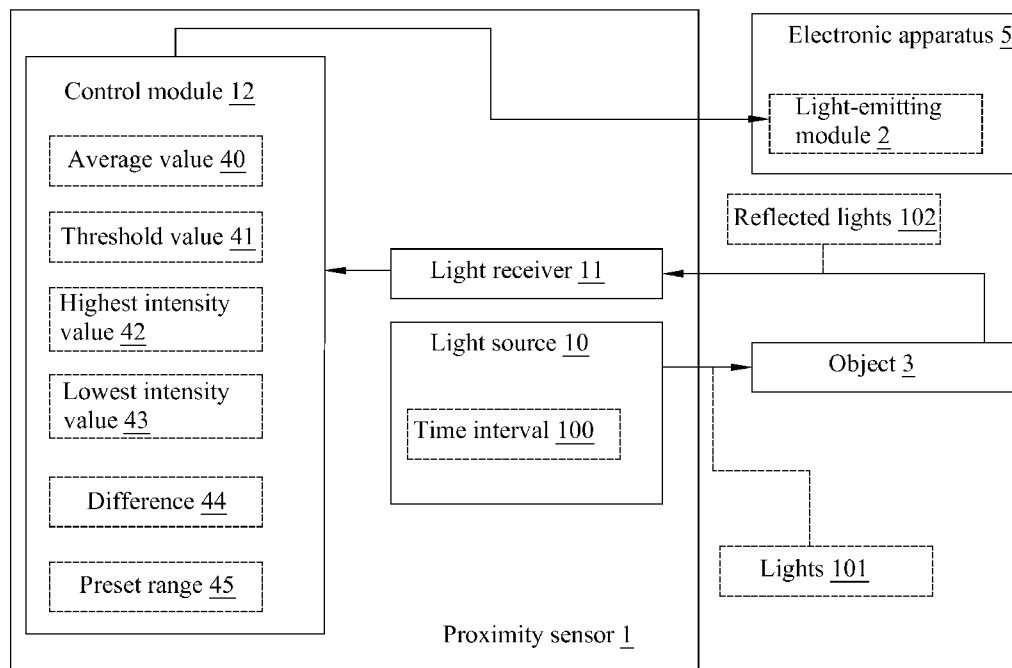 Control module 12
Average value 40
Threshold value 41
Highest intensity
value 42
Lowest intensity
value 43
Difference 44
Preset range 45
Light receiver 11
Light source 10
Time interval 100
Proximity sensor 1
Electronic apparatus 5
Light-emitting
module 2
Reflected lights 102
Object 3
Lights 101